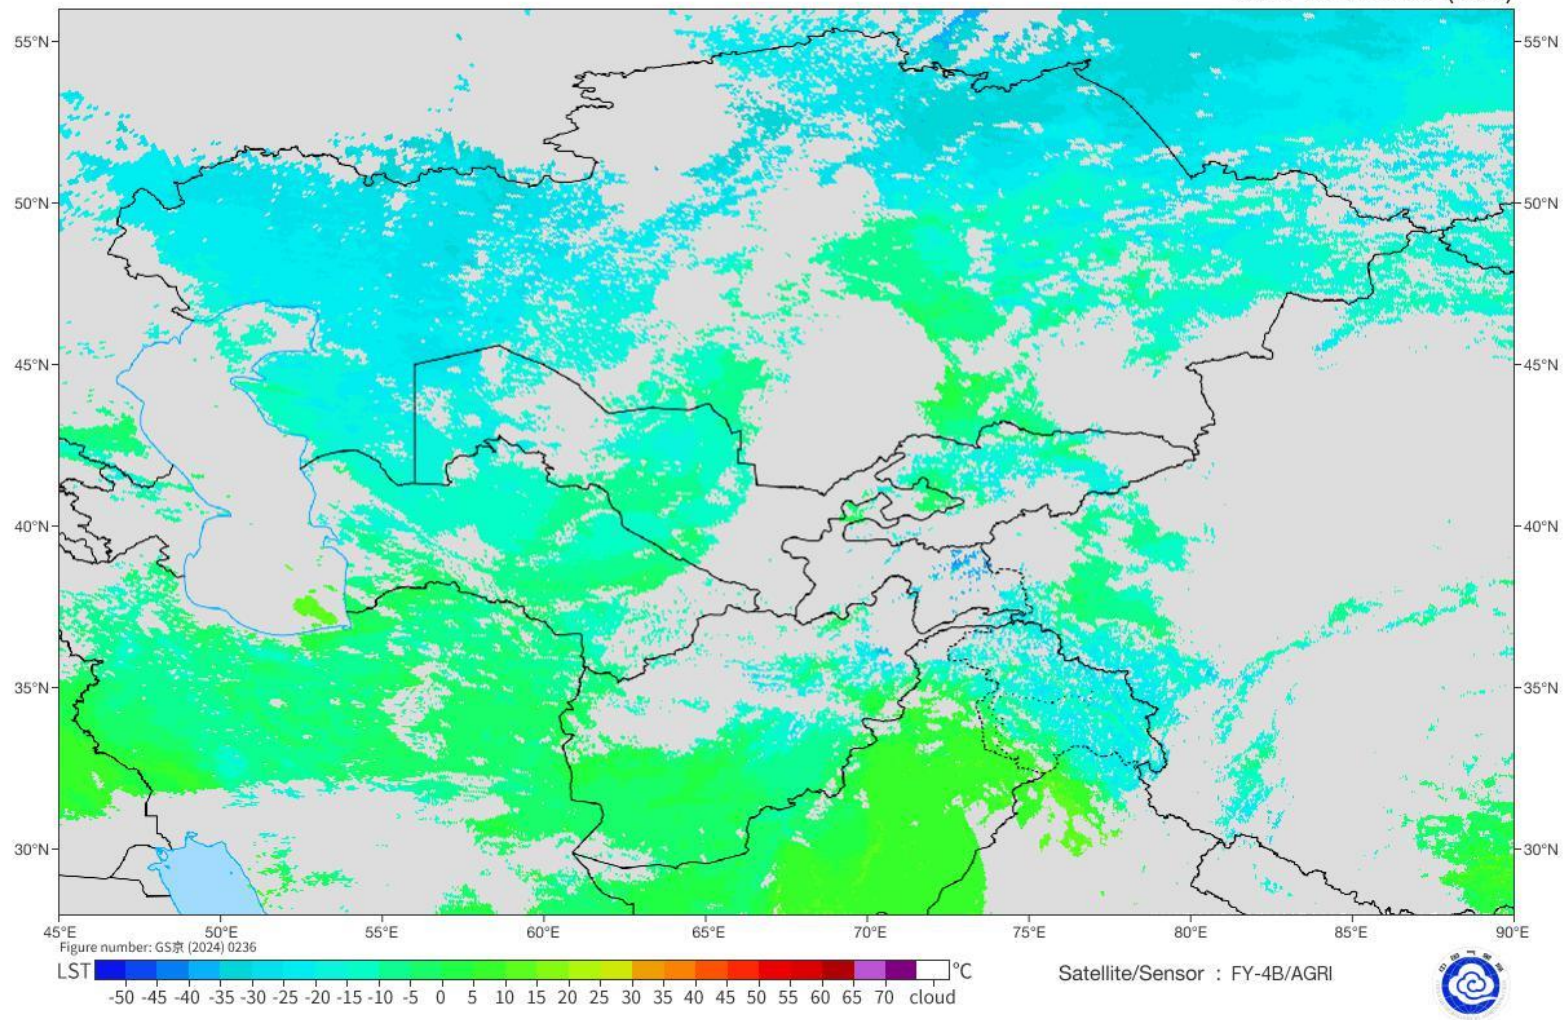 55°N 55°N
50°N 50°N
45°N 45°N
40°N 40°N
35°N 35°N
30°N 30°N
45°E 50°E 55°E 60°E 65°E 70°E 75°E 80°E 85°E 90°E
Figure number: GS京 (2024) 0236
LST °C
-50 -45 -40 -35 -30 -25 -20 -15 -10 -5 0 5 10 15 20 25 30 35 40 45 50 55 60 65 70 cloud
Satellite/Sensor : FY-4B/AGRI